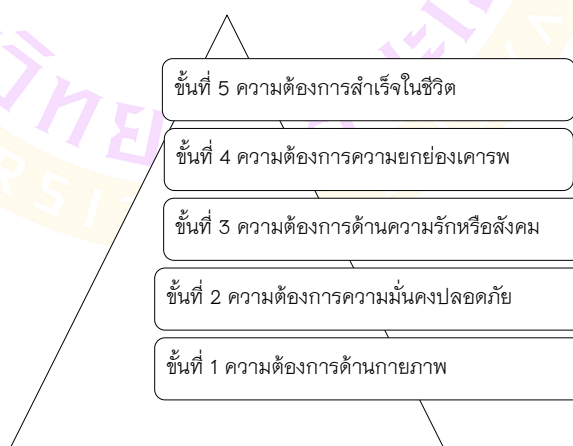 ขั้นที่ 5 ความต้องการสำเร็จในชีวิต
ขั้นที่ 4 ความต้องการความยกย่องเคารพ
ขั้นที่ 3 ความต้องการด้านความรักหรือสังคม
ขั้นที่ 2 ความต้องการความมั่นคงปลอดภัย
ขั้นที่ 1 ความต้องการด้านกายภาพ